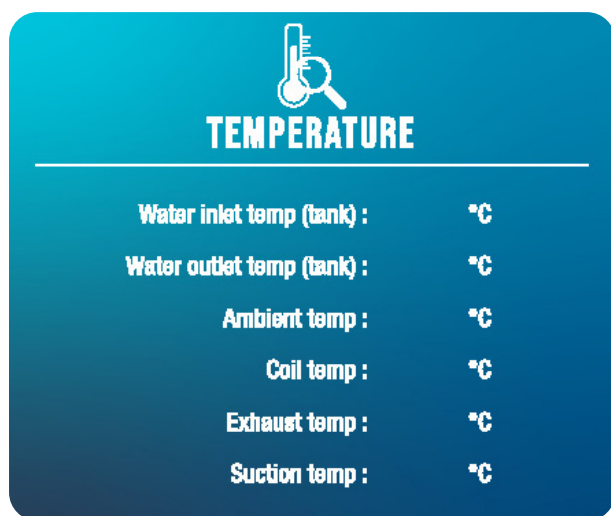 TEMPERATURE
Water inlet temp (tank) : °C
Water outlet temp (tank) : °C
Ambient temp : °C
Coil temp : °C
Exhaust temp : °C
Suction temp : °C